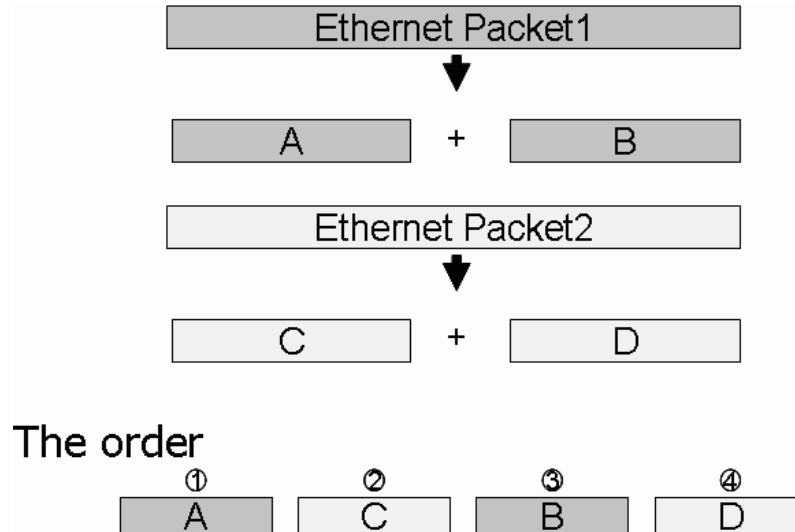 Ethernet Packet1
A + B
Ethernet Packet2
C + D
The order
① ② ③ ④
A C B D